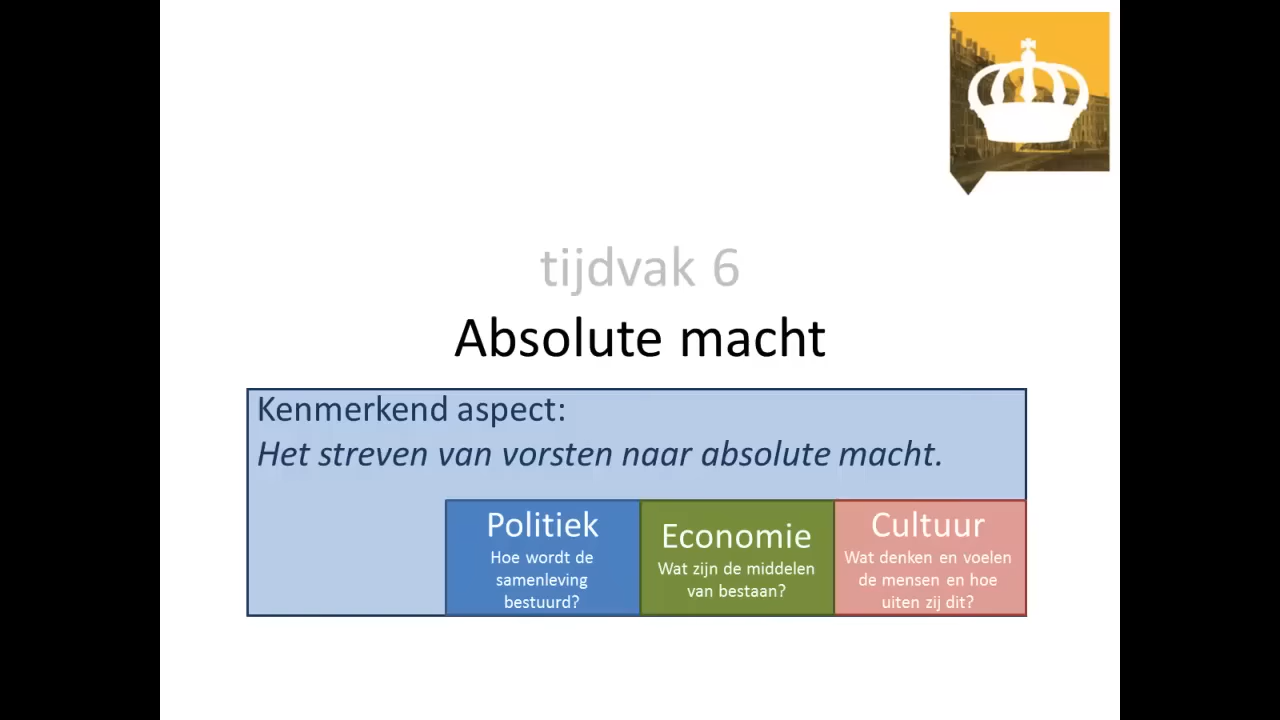 tijdvak 6
Absolute macht
Kenmerkend aspect:
Het streven van vorsten naar absolute macht.
Politiek
Hoe wordt de
samenleving
bestuurd?
Economie
Wat zijn de middelen
van bestaan?
Cultuur
Wat denken en voelen
de mensen en hoe
uiten zij dit?